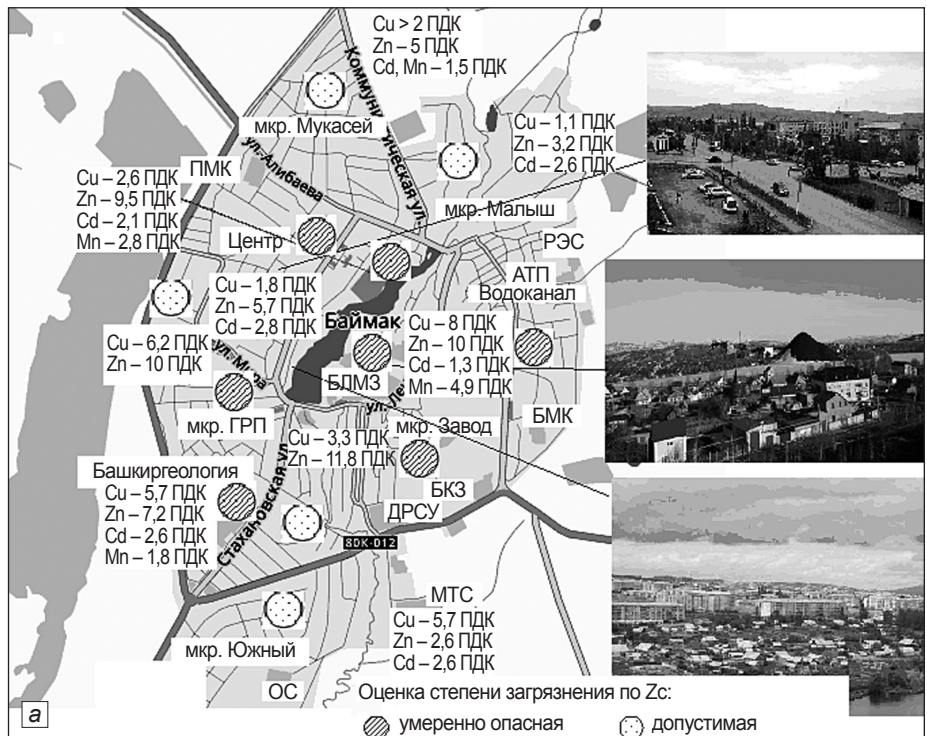 Cu > 2 ПДК
Zn – 5 ПДК
Cd, Mn – 1,5 ПДК
Коммунистическая ул.
мкр. Мукасей
Cu – 1,1 ПДК
Zn – 3,2 ПДК
Cd – 2,6 ПДК
ПМК
ул. Алибаева
Cu – 2,6 ПДК
Zn – 9,5 ПДК
Cd – 2,1 ПДК
Mn – 2,8 ПДК
мкр. Малыш
Центр
РЭС
АТП
Водоканал
Cu – 1,8 ПДК
Zn – 5,7 ПДК
Cd – 2,8 ПДК
Баймак
Cu – 8 ПДК
Zn – 10 ПДК
Cd – 1,3 ПДК
Mn – 4,9 ПДК
Cu – 6,2 ПДК
Zn – 10 ПДК
БЛМЗ
мкр. ГРП
мкр. Завод
БМК
Cu – 3,3 ПДК
Zn – 11,8 ПДК
Башкиргеология
Cu – 5,7 ПДК
Zn – 7,2 ПДК
Cd – 2,6 ПДК
Mn – 1,8 ПДК
Стахановская ул
БКЗ
ДРСУ
80K-012
МТС
Cu – 5,7 ПДК
Zn – 2,6 ПДК
Cd – 2,6 ПДК
мкр. Южный
ОС
Оценка степени загрязнения по Zc:
умеренно опасная
допустимая
а